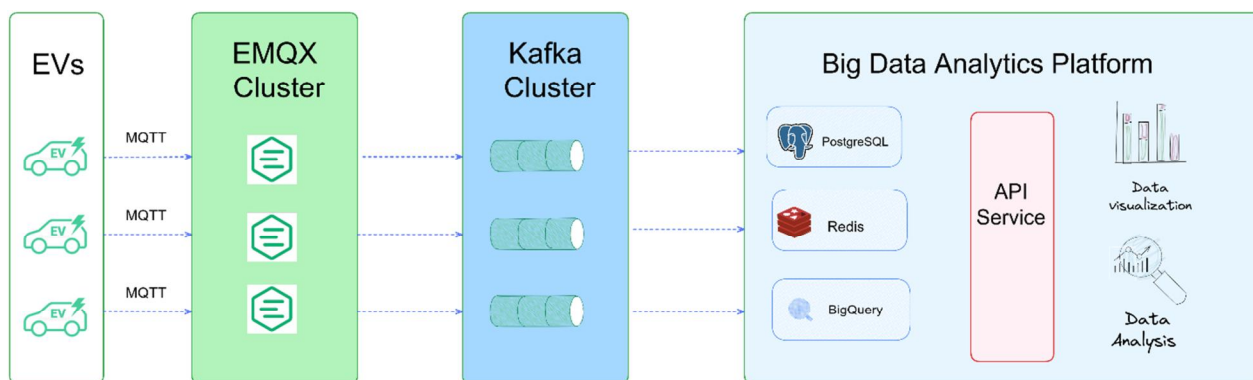 EVs
EMQX
Cluster
Kafka
Cluster
Big Data Analytics Platform
MQTT
EV
MQTT
EV
MQTT
EV
PostgreSQL
Redis
BigQuery
API
Service
Data
visualization
Data
Analysis